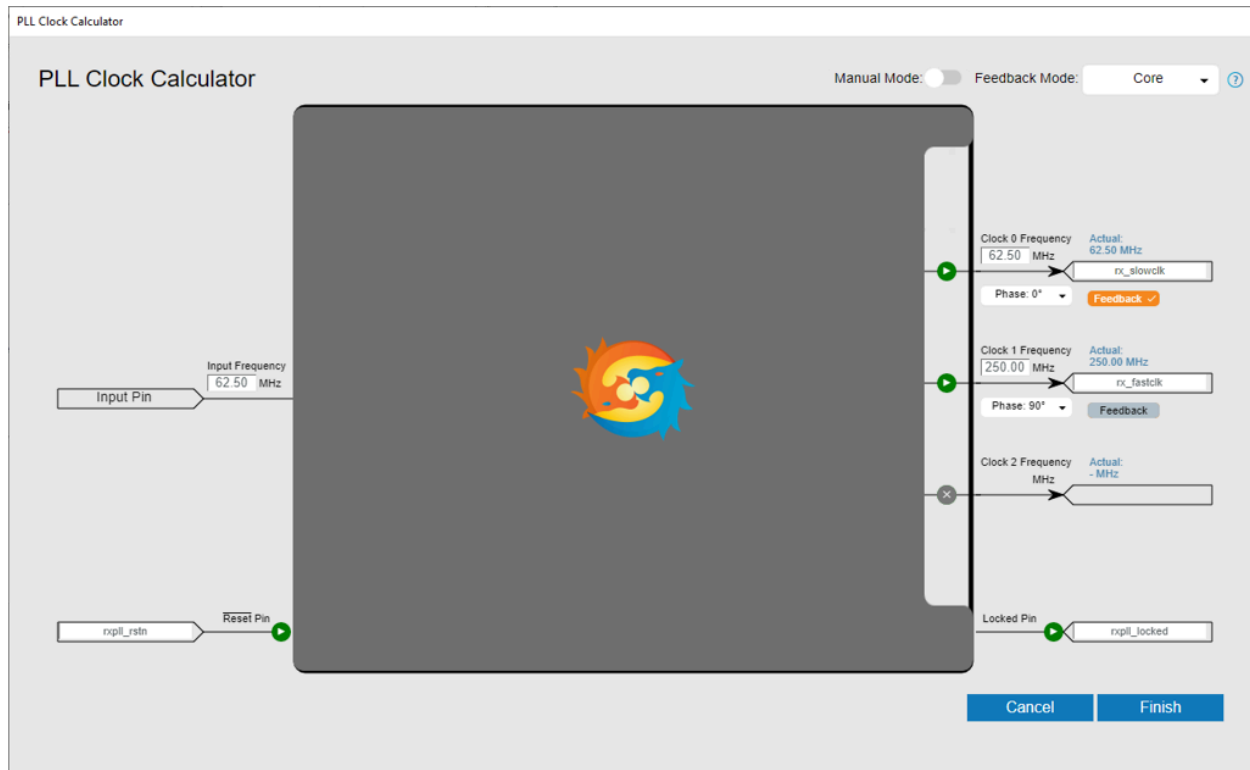 PLL Clock Calculator
PLL Clock Calculator
Manual Mode:
Feedback Mode:
Core
?
Input Frequency
62.50 MHz
Input Pin
Reset Pin
rxpll_rstn
Clock 0 Frequency
62.50 MHz
Actual:
62.50 MHz
rx_slowclk
Phase: 0°
Feedback ✓
Clock 1 Frequency
250.00 MHz
Actual:
250.00 MHz
rx_fastclk
Phase: 90°
Feedback
Clock 2 Frequency
MHz
Actual:
- MHz
Locked Pin
rxpll_locked
Cancel
Finish